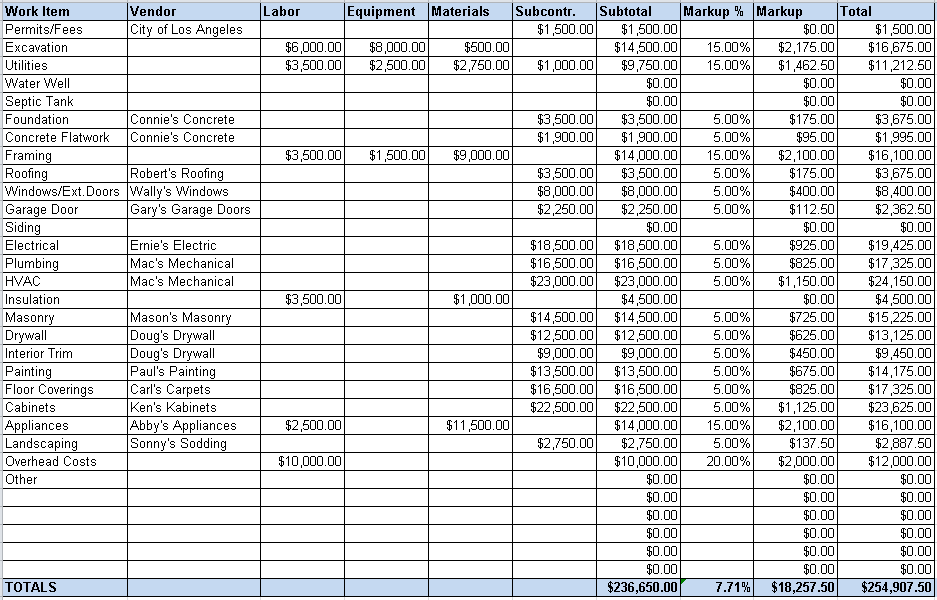 Work Item Vendor Labor Equipment Materials Subcontr. Subtotal Markup % Markup Total
Permits/Fees City of Los Angeles $1,500.00 $1,500.00 $0.00 $1,500.00
Excavation $6,000.00 $8,000.00 $500.00 $14,500.00 15.00% $2,175.00 $16,675.00
Utilities $3,500.00 $2,500.00 $2,750.00 $1,000.00 $9,750.00 15.00% $1,462.50 $11,212.50
Water Well $0.00 $0.00 $0.00
Septic Tank $0.00 $0.00 $0.00
Foundation Connie's Concrete $3,500.00 $3,500.00 5.00% $175.00 $3,675.00
Concrete Flatwork Connie's Concrete $1,900.00 $1,900.00 5.00% $95.00 $1,995.00
Framing $3,500.00 $1,500.00 $9,000.00 $14,000.00 15.00% $2,100.00 $16,100.00
Roofing Robert's Roofing $3,500.00 $3,500.00 5.00% $175.00 $3,675.00
Windows/Ext.Doors Wally's Windows $8,000.00 $8,000.00 5.00% $400.00 $8,400.00
Garage Door Gary's Garage Doors $2,250.00 $2,250.00 5.00% $112.50 $2,362.50
Siding $0.00 $0.00 $0.00
Electrical Ernie's Electric $18,500.00 $18,500.00 5.00% $925.00 $19,425.00
Plumbing Mac's Mechanical $16,500.00 $16,500.00 5.00% $825.00 $17,325.00
HVAC Mac's Mechanical $23,000.00 $23,000.00 5.00% $1,150.00 $24,150.00
Insulation $3,500.00 $1,000.00 $4,500.00 $0.00 $4,500.00
Masonry Mason's Masonry $14,500.00 $14,500.00 5.00% $725.00 $15,225.00
Drywall Doug's Drywall $12,500.00 $12,500.00 5.00% $625.00 $13,125.00
Interior Trim Doug's Drywall $9,000.00 $9,000.00 5.00% $450.00 $9,450.00
Painting Paul's Painting $13,500.00 $13,500.00 5.00% $675.00 $14,175.00
Floor Coverings Carl's Carpets $16,500.00 $16,500.00 5.00% $825.00 $17,325.00
Cabinets Ken's Kabinets $22,500.00 $22,500.00 5.00% $1,125.00 $23,625.00
Appliances Abby's Appliances $2,500.00 $11,500.00 $14,000.00 15.00% $2,100.00 $16,100.00
Landscaping Sonny's Sodding $2,750.00 $2,750.00 5.00% $137.50 $2,887.50
Overhead Costs $10,000.00 $10,000.00 20.00% $2,000.00 $12,000.00
Other $0.00 $0.00 $0.00
$0.00 $0.00 $0.00
$0.00 $0.00 $0.00
$0.00 $0.00 $0.00
$0.00 $0.00 $0.00
$0.00 $0.00 $0.00
TOTALS $236,650.00 7.71% $18,257.50 $254,907.50